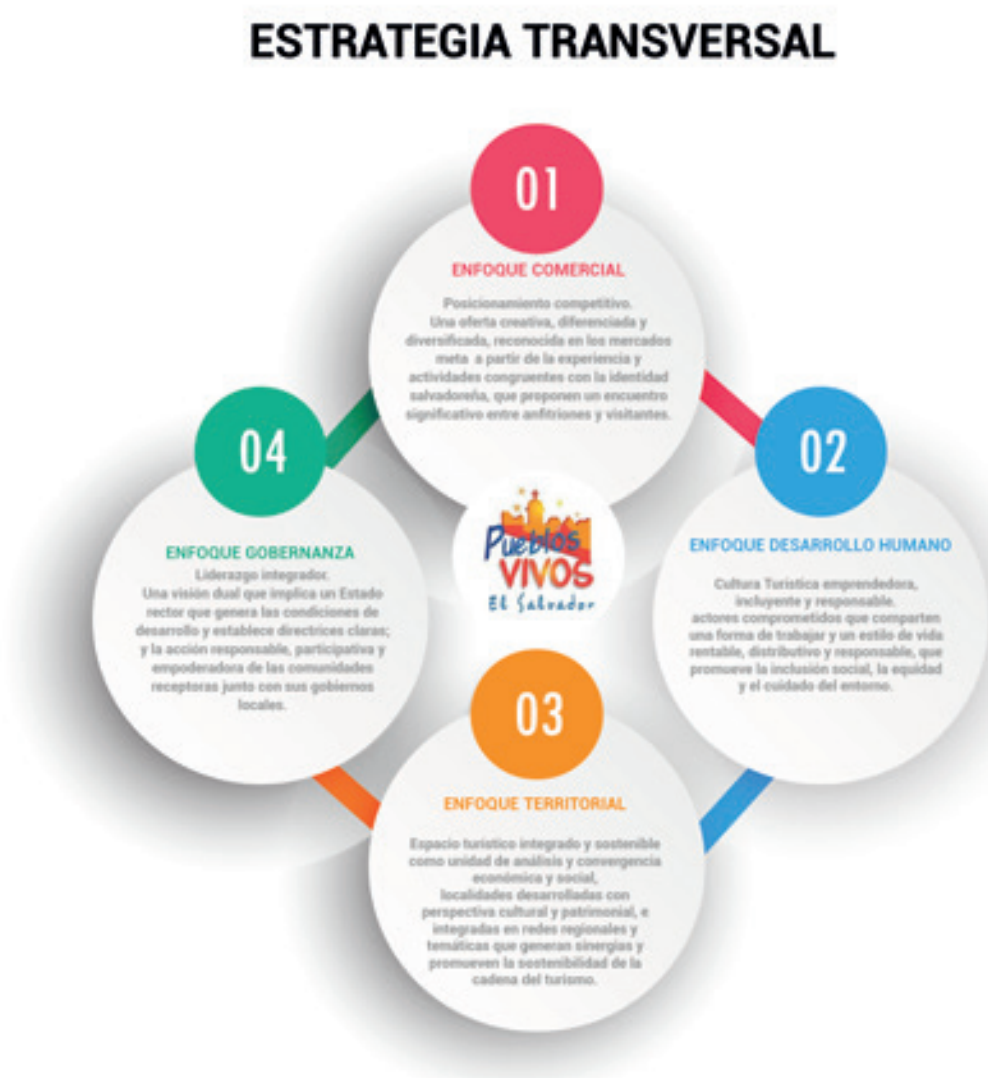 ESTRATEGIA TRANSVERSAL
01
ENFOQUE COMERCIAL
Posicionamiento competitivo.
Una oferta creativa, diferenciada y
diversificada, reconocida en los mercados
meta a partir de la experiencia y
actividades congruentes con la identidad
salvadoreña, que proponen un encuentro
significativo entre anfitriones y visitantes.
02
ENFOQUE DESARROLLO HUMANO
Cultura Turística emprendedora,
incluyente y responsable.
actores comprometidos que comparten
una forma de trabajar y un estilo de vida
rentable, distributivo y responsable, que
promueve la inclusión social, la equidad
y el cuidado del entorno.
03
ENFOQUE TERRITORIAL
Espacio turístico integrado y sostenible
como unidad de análisis y convergencia
económica y social,
localidades desarrolladas con
perspectiva cultural y patrimonial, e
integradas en redes regionales y
temáticas que generan sinergias y
promueven la sostenibilidad de la
cadena del turismo.
04
ENFOQUE GOBERNANZA
Liderazgo integrador.
Una visión dual que implica un Estado
rector que genera las condiciones de
desarrollo y establece directrices claras;
y la acción responsable, participativa y
empoderadora de las comunidades
receptoras junto con sus gobiernos
locales.
Pueblos
VIVOS
El Salvador